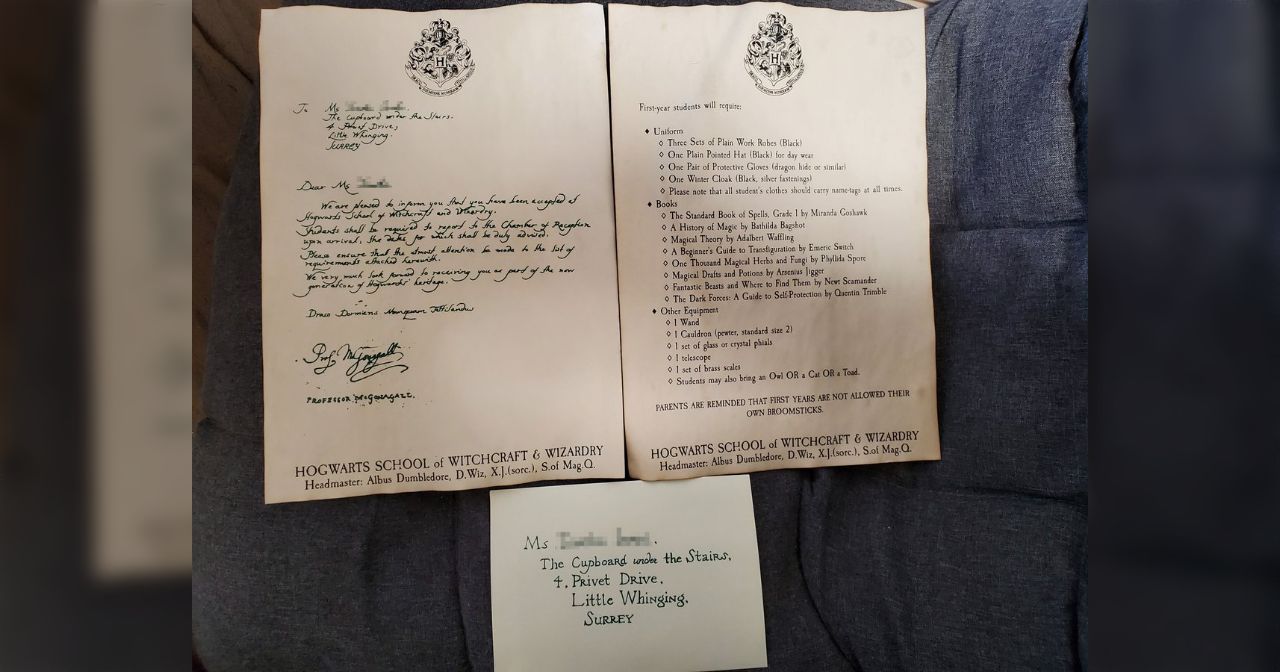 To Ms
The Cupboard under the Stairs.
4 Privet Drive,
Little Whinging.
SURREY
Dear Ms
We are pleased to inform you that you have been accepted at
Hogwarts School of Witchcraft and Wizardry.
Students shall be required to report to the Chamber of Reception
upon arrival, the dates for which shall be duly advised.
Please ensure that the utmost attention be made to the list of
requirements attached herewith.
We very much look forward to receiving you as part of the new
generation of Hogwarts' heritage.
Draco Dormiens Nunquam Titillandus
Prof. McGonagall
PROFESSOR McGONAGALL.
HOGWARTS SCHOOL of WITCHCRAFT & WIZARDRY
Headmaster: Albus Dumbledore, D.Wiz, X.J.(sorc.), S.of Mag.Q.
First-year students will require:
♦ Uniform
◊ Three Sets of Plain Work Robes (Black)
◊ One Plain Pointed Hat (Black) for day wear
◊ One Pair of Protective Gloves (dragon hide or similar)
◊ One Winter Cloak (Black, silver fastenings)
◊ Please note that all student's clothes should carry name-tags at all times.
♦ Books
◊ The Standard Book of Spells, Grade 1 by Miranda Goshawk
◊ A History of Magic by Bathilda Bagshot
◊ Magical Theory by Adalbert Waffling
◊ A Beginner's Guide to Transfiguration by Emeric Switch
◊ One Thousand Magical Herbs and Fungi by Phyllida Spore
◊ Magical Drafts and Potions by Arsenius Jigger
◊ Fantastic Beasts and Where to Find Them by Newt Scamander
◊ The Dark Forces: A Guide to Self-Protection by Quentin Trimble
♦ Other Equipment
◊ 1 Wand
◊ 1 Cauldron (pewter, standard size 2)
◊ 1 set of glass or crystal phials
◊ 1 telescope
◊ 1 set of brass scales
◊ Students may also bring an Owl OR a Cat OR a Toad.
PARENTS ARE REMINDED THAT FIRST YEARS ARE NOT ALLOWED THEIR
OWN BROOMSTICKS.
HOGWARTS SCHOOL of WITCHCRAFT & WIZARDRY
Headmaster: Albus Dumbledore, D.Wiz, X.J.(sorc.), S.of Mag.Q.
Ms
The Cupboard under the Stairs,
4. Privet Drive,
Little Whinging,
SURREY